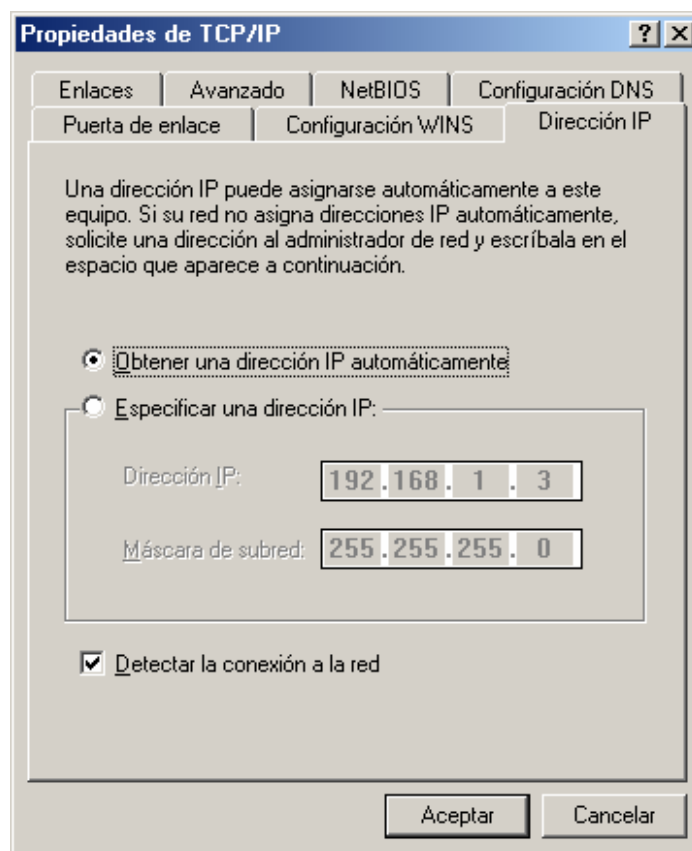 Propiedades de TCP/IP
Enlaces Avanzado NetBIOS Configuración DNS
Puerta de enlace Configuración WINS Dirección IP
Una dirección IP puede asignarse automáticamente a este
equipo. Si su red no asigna direcciones IP automáticamente,
solicite una dirección al administrador de red y escríbala en el
espacio que aparece a continuación.
Obtener una dirección IP automáticamente
Especificar una dirección IP:
Dirección IP: 192 . 168 . 1 . 3
Máscara de subred: 255 . 255 . 255 . 0
Detectar la conexión a la red
Aceptar Cancelar